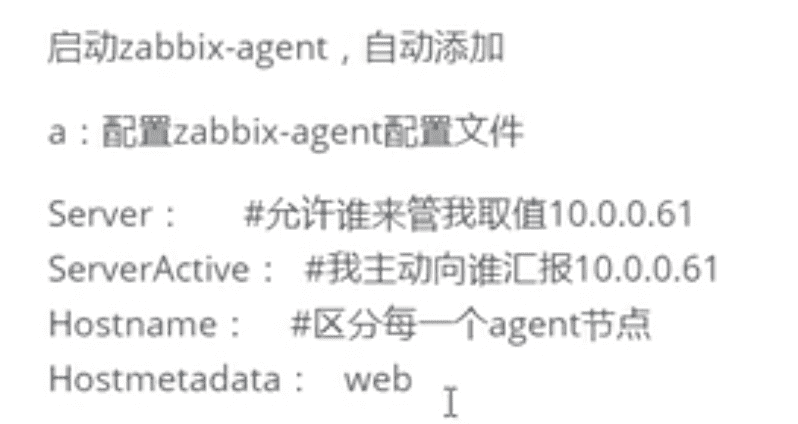 启动zabbix-agent，自动添加
a：配置zabbix-agent配置文件
Server： #允许谁来管我取值10.0.0.61
ServerActive： #我主动向谁汇报10.0.0.61
Hostname： #区分每一个agent节点
Hostmetadata： web